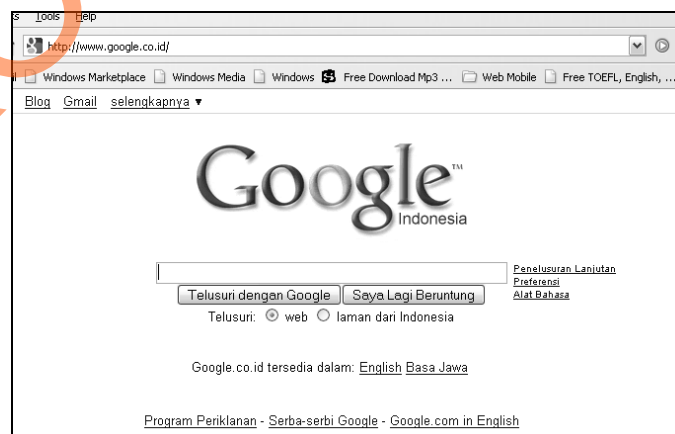 Tools Help
http://www.google.co.id/
Windows Marketplace Windows Media Windows Free Download Mp3 ... Web Mobile Free TOEFL, English, ...
Blog Gmail selengkapnya ▼
Google™
Indonesia
Penelusuran Lanjutan
Preferensi
Telusuri dengan Google Saya Lagi Beruntung Alat Bahasa
Telusuri: web laman dari Indonesia
Google.co.id tersedia dalam: English Basa Jawa
Program Periklanan - Serba-serbi Google - Google.com in English